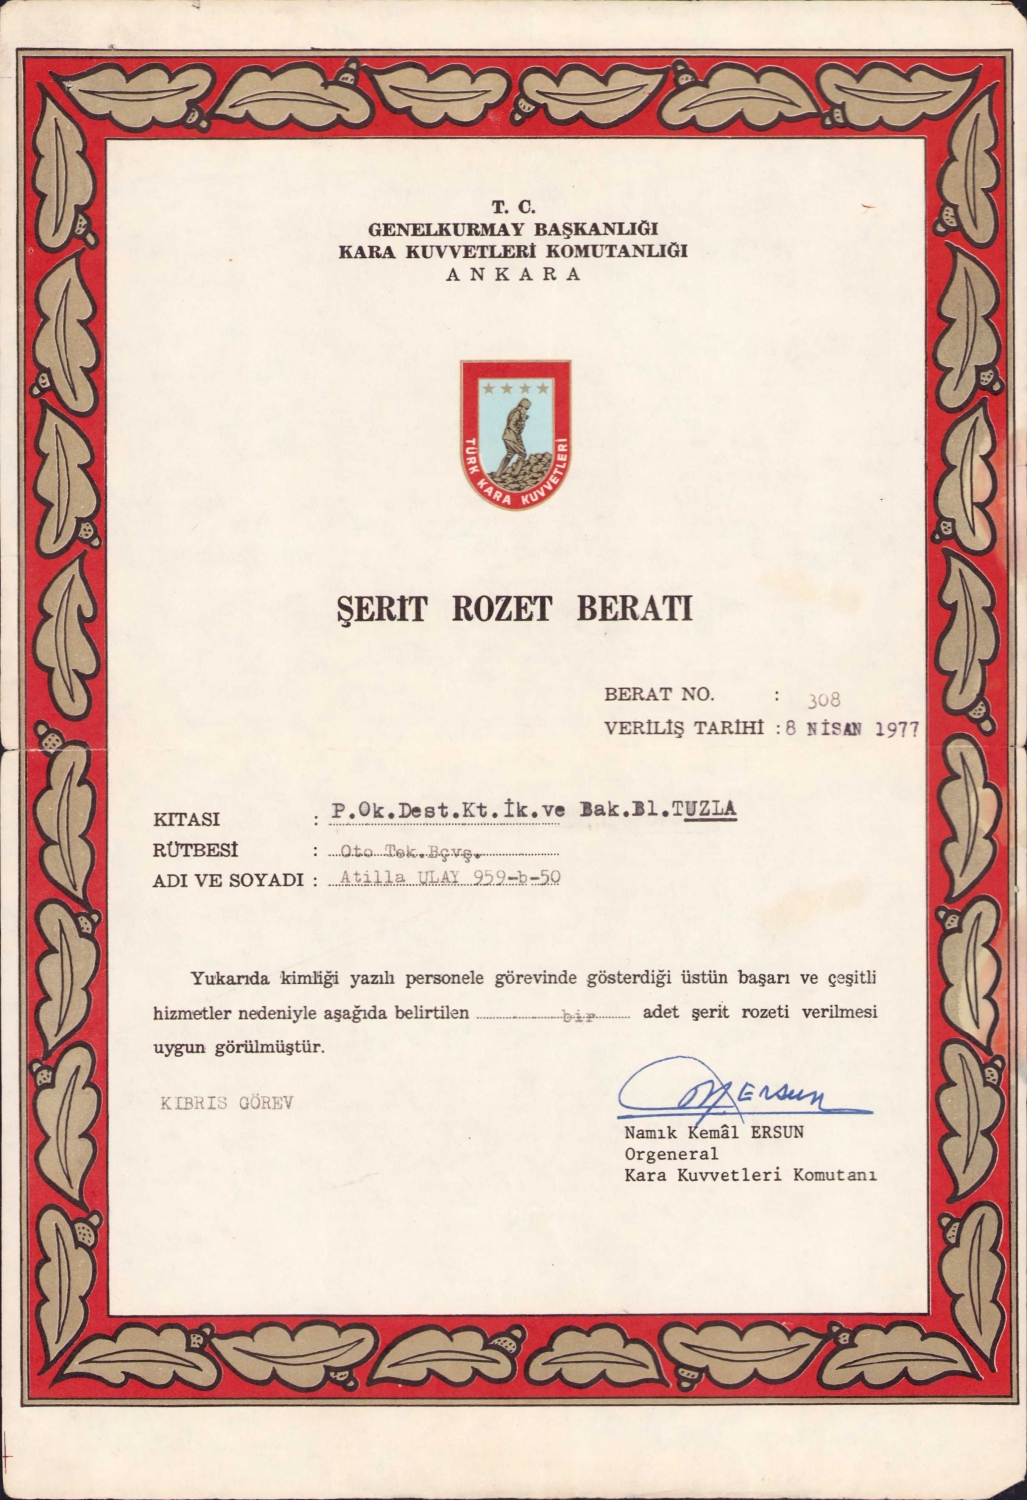 T. C.
GENELKURMAY BAŞKANLIĞI
KARA KUVVETLERİ KOMUTANLIĞI
ANKARA
TÜRK KARA KUVVETLERİ
ŞERİT ROZET BERATI
BERAT NO. : 308
VERİLİŞ TARİHİ : 8 NİSAN 1977
KITASI : P.Ok.Dest.Kt.İk.ve Bak.Bl.TUZLA
RÜTBESİ : Oto Tek.Bçvş.
ADI VE SOYADI : Atilla ULAY 959-b-50
Yukarıda kimliği yazılı personele görevinde gösterdiği üstün başarı ve çeşitli
hizmetler nedeniyle aşağıda belirtilen bir adet şerit rozeti verilmesi
uygun görülmüştür.
KIBRIS GÖREV
Ersun
Namık Kemâl ERSUN
Orgeneral
Kara Kuvvetleri Komutanı